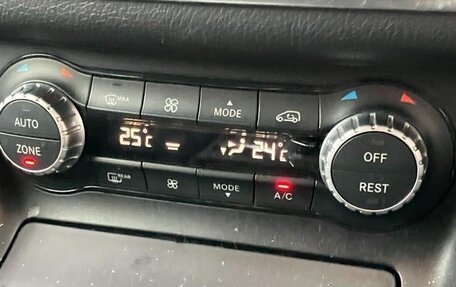 MAX
MODE
AUTO
ZONE
25°C
24°C
OFF
REST
REAR
MODE
A/C